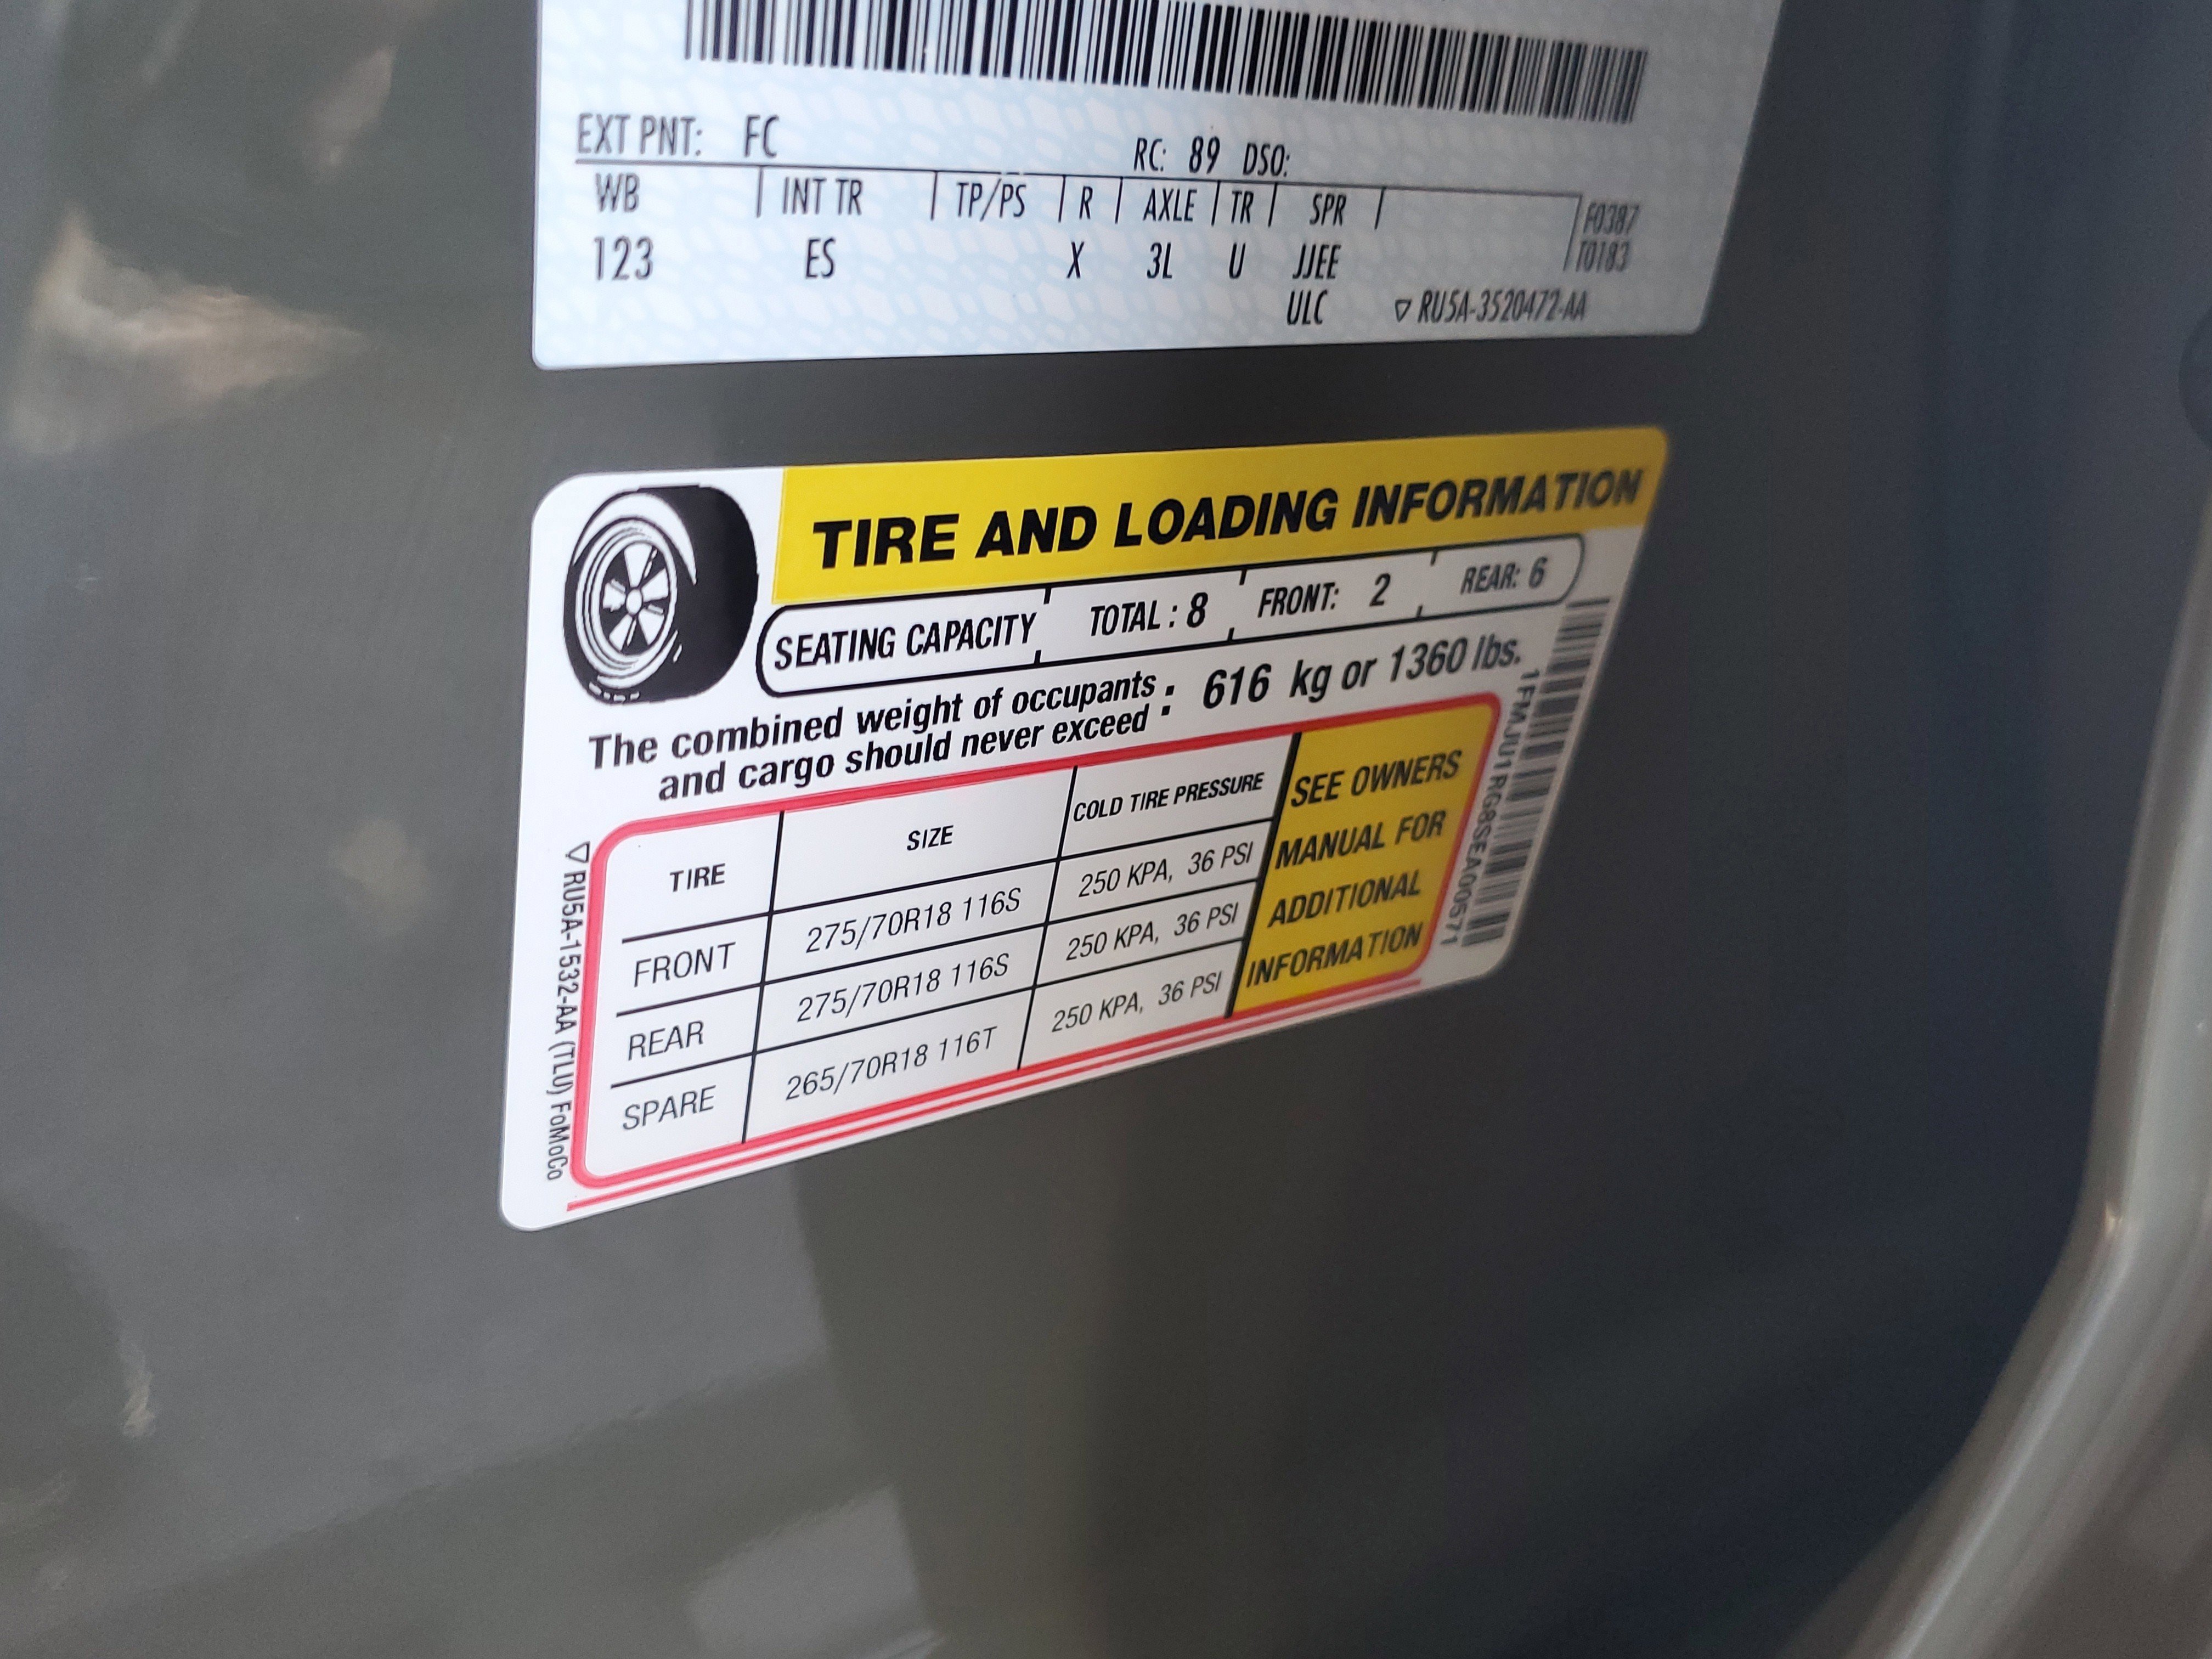 EXT PNT: FC RC: 89 DSO:
WB INT TR TP/PS R AXLE TR SPR F0387
123 ES X 3L U JJEE T0183
ULC RU5A-3520472-AA
TIRE AND LOADING INFORMATION
SEATING CAPACITY TOTAL : 8 FRONT: 2 REAR: 6
The combined weight of occupants : 616 kg or 1360 lbs.
and cargo should never exceed :
TIRE SIZE COLD TIRE PRESSURE
FRONT 275/70R18 116S 250 KPA, 36 PSI
REAR 275/70R18 116S 250 KPA, 36 PSI
SPARE 265/70R18 116T 250 KPA, 36 PSI
SEE OWNERS
MANUAL FOR
ADDITIONAL
INFORMATION
RU5A-1532-AA (TLU) FoMoCo
1FMJU1RG8SEA00571